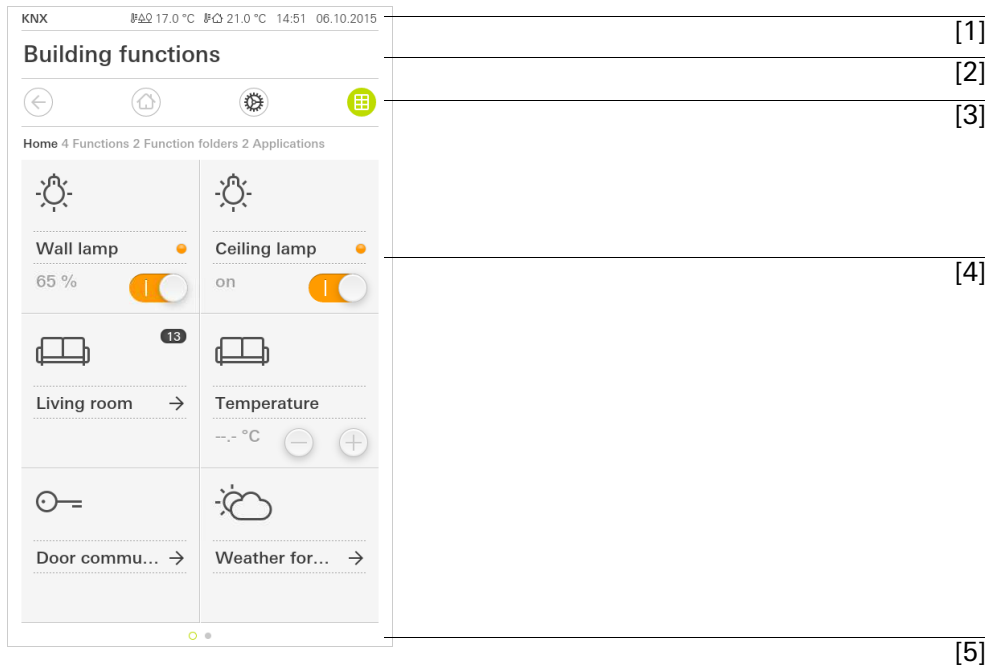 KNX 17.0 °C 21.0 °C 14:51 06.10.2015
[1]
Building functions
[2]
[3]
Home 4 Functions 2 Function folders 2 Applications
Wall lamp
Ceiling lamp
[4]
65 %
on
13
Living room
Temperature
--.- °C
Door commu...
Weather for...
[5]